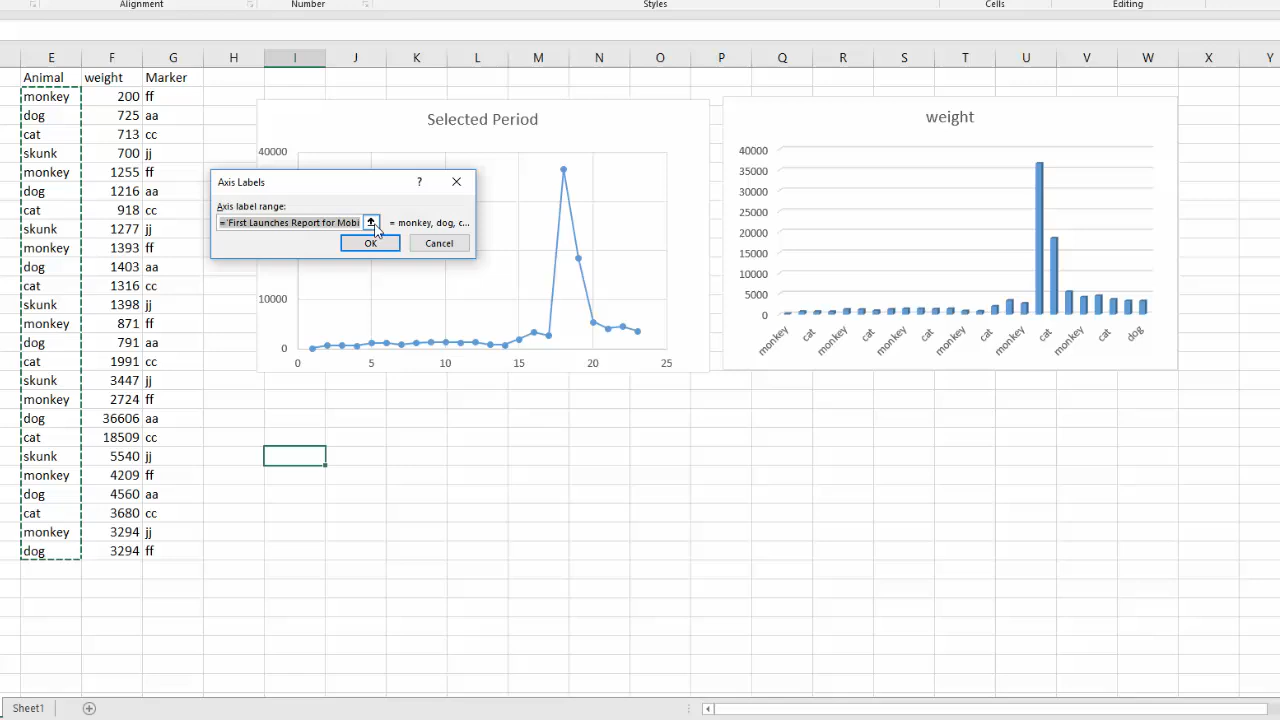 Alignment Number Styles Cells Editing
E F G H I J K L M N O P Q R S T U V W X Y
Animal weight Marker
monkey 200 ff
dog 725 aa
cat 713 cc
skunk 700 jj
monkey 1255 ff
dog 1216 aa
cat 918 cc
skunk 1277 jj
monkey 1393 ff
dog 1403 aa
cat 1316 cc
skunk 1398 jj
monkey 871 ff
dog 791 aa
cat 1991 cc
skunk 3447 jj
monkey 2724 ff
dog 36606 aa
cat 18509 cc
skunk 5540 jj
monkey 4209 ff
dog 4560 aa
cat 3680 cc
monkey 3294 jj
dog 3294 ff
Selected Period
40000
10000
0
0 5 10 15 20 25
Axis Labels ?
Axis label range:
='First Launches Report for Mobi = monkey, dog, c...
OK Cancel
weight
40000
35000
30000
25000
20000
15000
10000
5000
0
monkey cat monkey cat monkey cat monkey cat monkey cat monkey cat dog
Sheet1